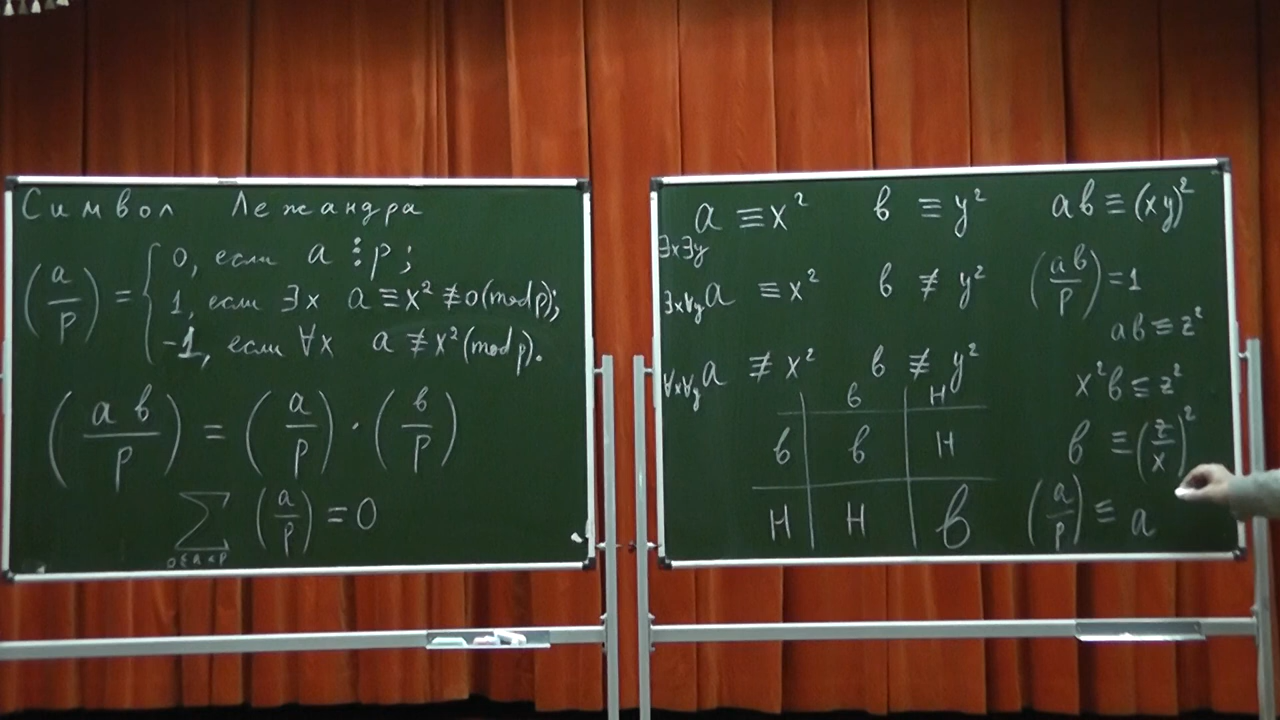 Символ Лежандра
(a/p) = { 0, если a ⋮ p;
1, если ∃x a ≡ x² ≢ 0 (mod p);
-1, если ∀x a ≢ x² (mod p).
(ab/p) = (a/p) · (b/p)
∑ (a/p) = 0
0≤a<p
a ≡ x² b ≡ y² ab ≡ (xy)²
∃x∃y
∃x∀y a ≡ x² b ≢ y² (ab/p) = 1
ab ≡ z²
∀x∀y a ≢ x² b ≢ y² x²b ≡ z²
в н
в в н b ≡ (z/x)²
н н в (a/p) ≡ a